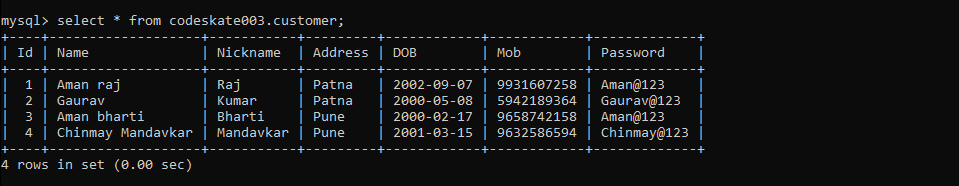 mysql> select * from codeskate003.customer;
+----+-------------------+-----------+---------+------------+------------+-------------+
| Id | Name              | Nickname  | Address | DOB        | Mob        | Password    |
+----+-------------------+-----------+---------+------------+------------+-------------+
|  1 | Aman raj          | Raj       | Patna   | 2002-09-07 | 9931607258 | Aman@123    |
|  2 | Gaurav            | Kumar     | Patna   | 2000-05-08 | 5942189364 | Gaurav@123  |
|  3 | Aman bharti       | Bharti    | Pune    | 2000-02-17 | 9658742158 | Aman@123    |
|  4 | Chinmay Mandavkar | Mandavkar | Pune    | 2001-03-15 | 9632586594 | Chinmay@123 |
+----+-------------------+-----------+---------+------------+------------+-------------+
4 rows in set (0.00 sec)